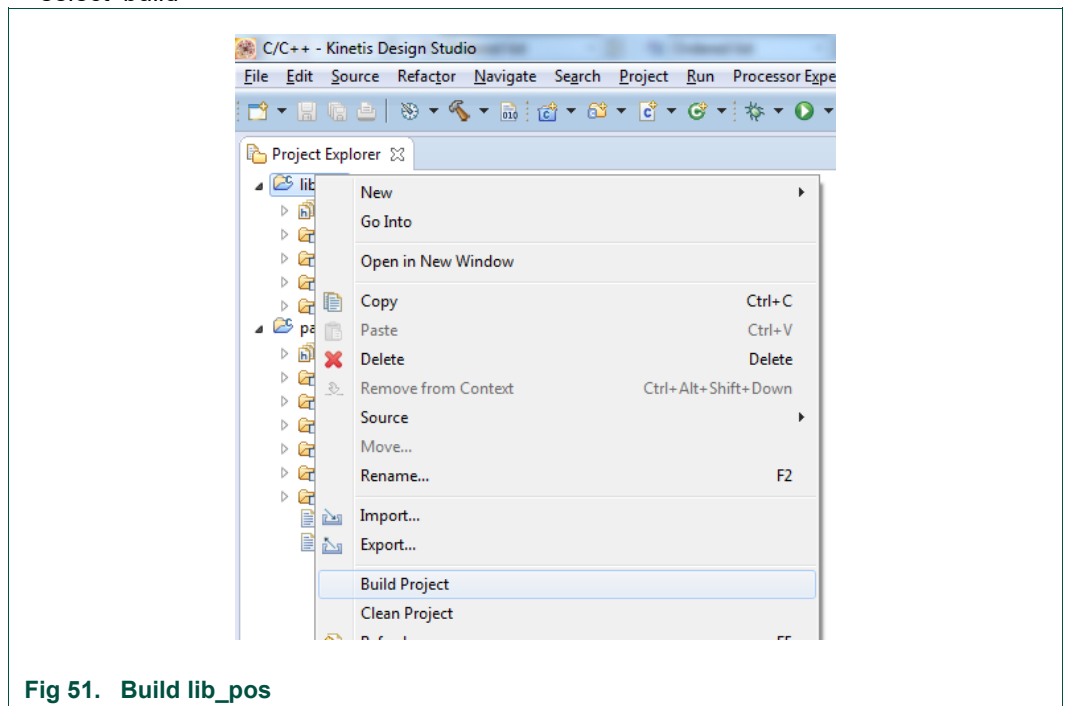 select 'build'
C/C++ - Kinetis Design Studio
File Edit Source Refactor Navigate Search Project Run Processor Expe
Project Explorer
lib
New
Go Into
Open in New Window
Copy Ctrl+C
pa
Paste Ctrl+V
Delete Delete
Remove from Context Ctrl+Alt+Shift+Down
Source
Move...
Rename... F2
Import...
Export...
Build Project
Clean Project
Fig 51. Build lib_pos